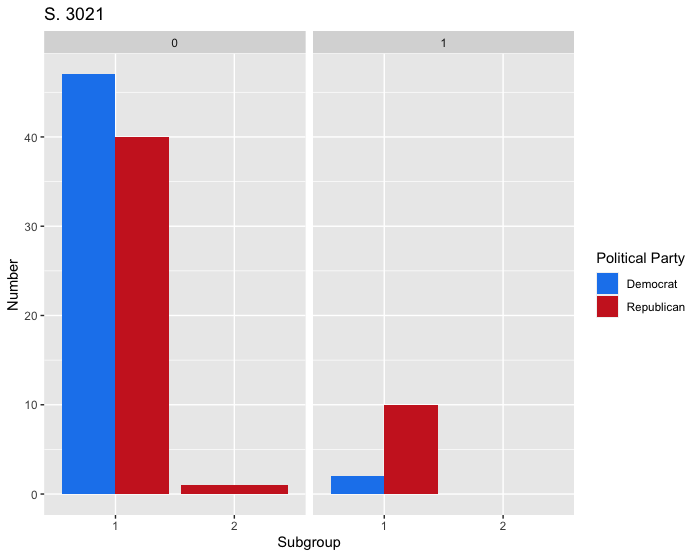 S. 3021
0 1
Number
40
30
20
10
0
1 2 1 2
Subgroup
Political Party
Democrat
Republican